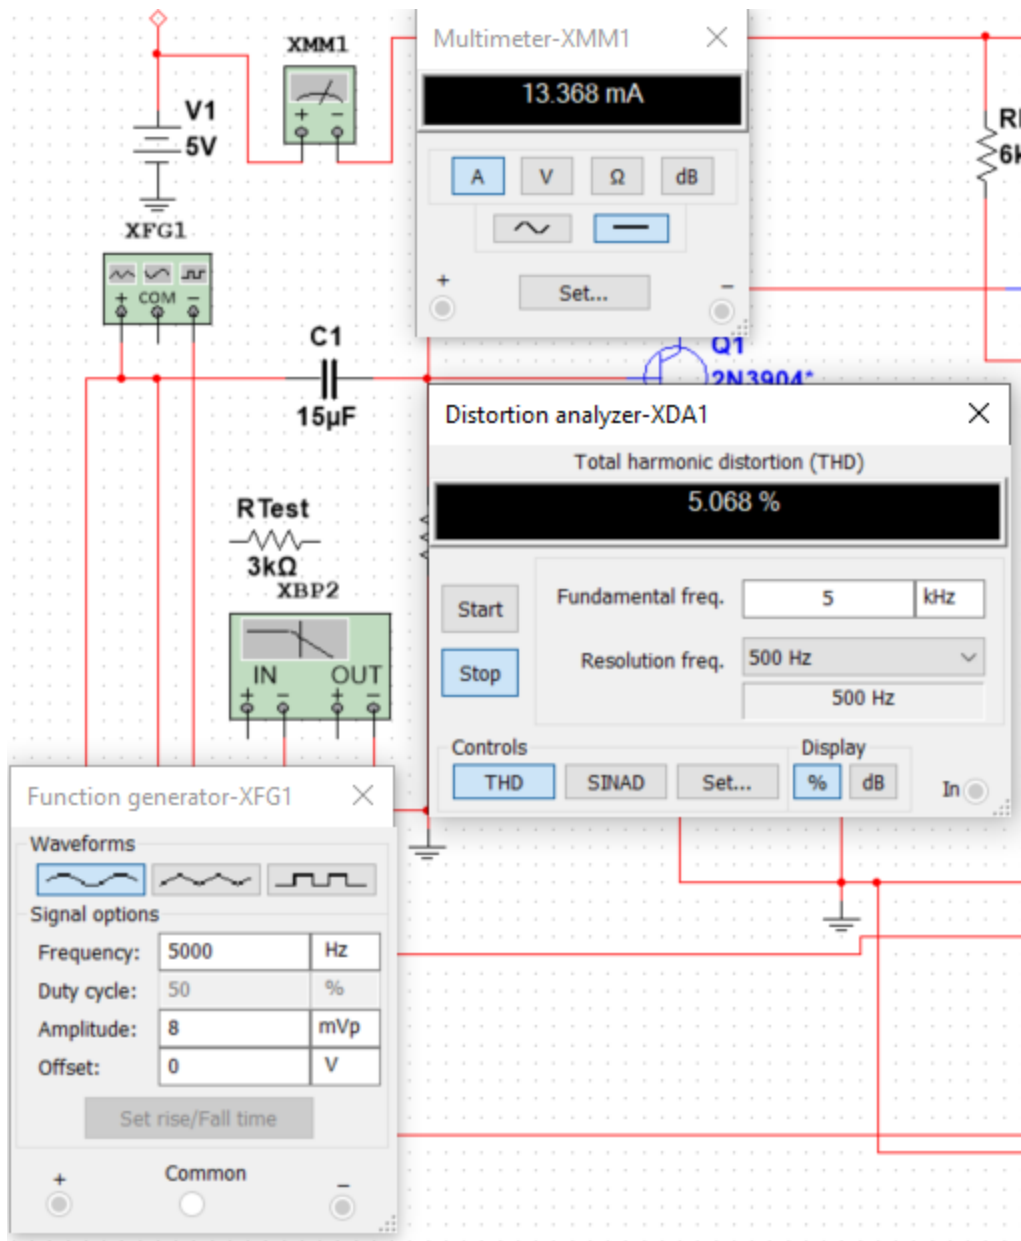 XMM1
V1
5V
+ -
XFG1
+ COM -
C1
15µF
RTest
3kΩ
XBP2
IN OUT
+ - + -
Multimeter-XMM1
13.368 mA
A V Ω dB
Set...
+ -
Q1
2N3904*
Distortion analyzer-XDA1
Total harmonic distortion (THD)
5.068 %
Start
Fundamental freq. 5 kHz
Stop
Resolution freq. 500 Hz
500 Hz
Controls Display
THD SINAD Set... % dB In
Function generator-XFG1
Waveforms
Signal options
Frequency: 5000 Hz
Duty cycle: 50 %
Amplitude: 8 mVp
Offset: 0 V
Set rise/Fall time
+ Common -